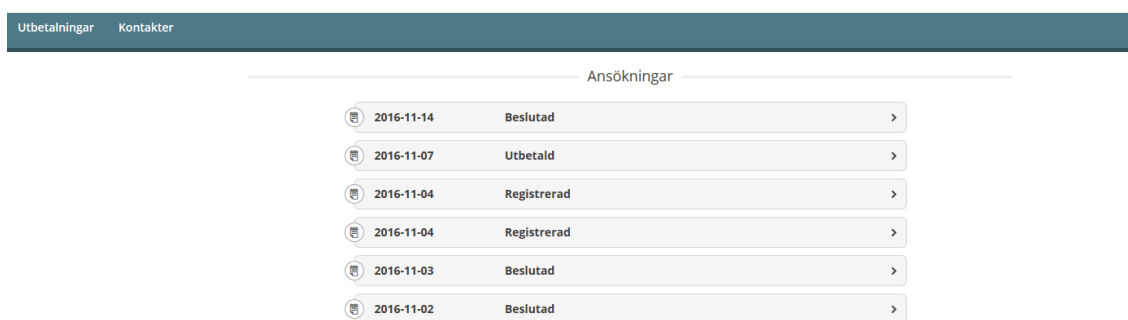 Utbetalningar Kontakter
Ansökningar
2016-11-14 Beslutad
2016-11-07 Utbetald
2016-11-04 Registrerad
2016-11-04 Registrerad
2016-11-03 Beslutad
2016-11-02 Beslutad